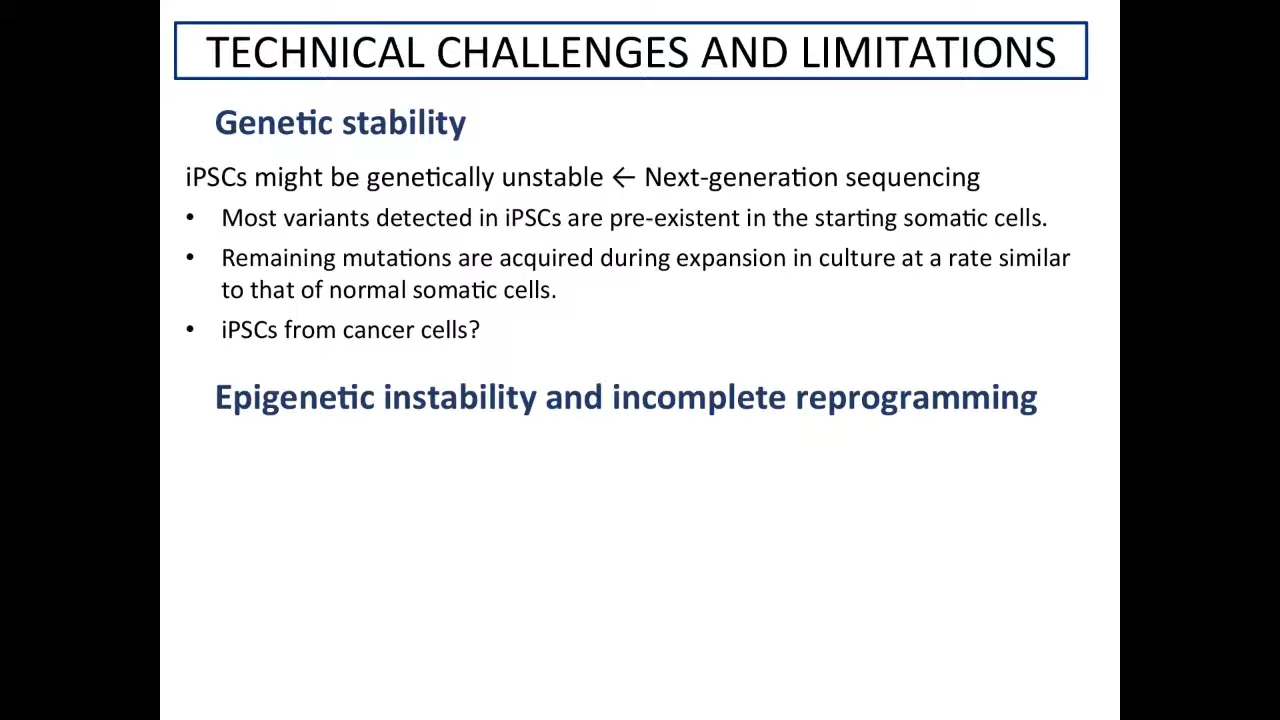 TECHNICAL CHALLENGES AND LIMITATIONS
Genetic stability
iPSCs might be genetically unstable ← Next-generation sequencing
• Most variants detected in iPSCs are pre-existent in the starting somatic cells.
• Remaining mutations are acquired during expansion in culture at a rate similar
to that of normal somatic cells.
• iPSCs from cancer cells?
Epigenetic instability and incomplete reprogramming